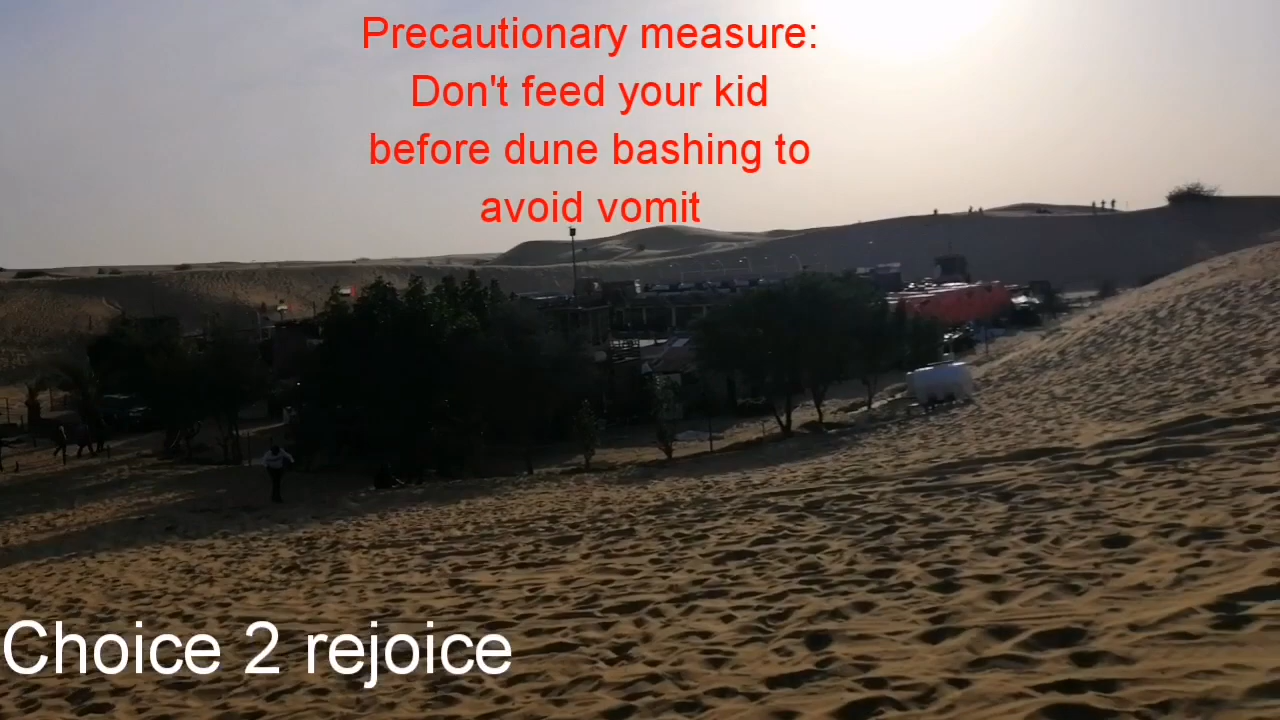 Precautionary measure:
Don't feed your kid
before dune bashing to
avoid vomit
Choice 2 rejoice